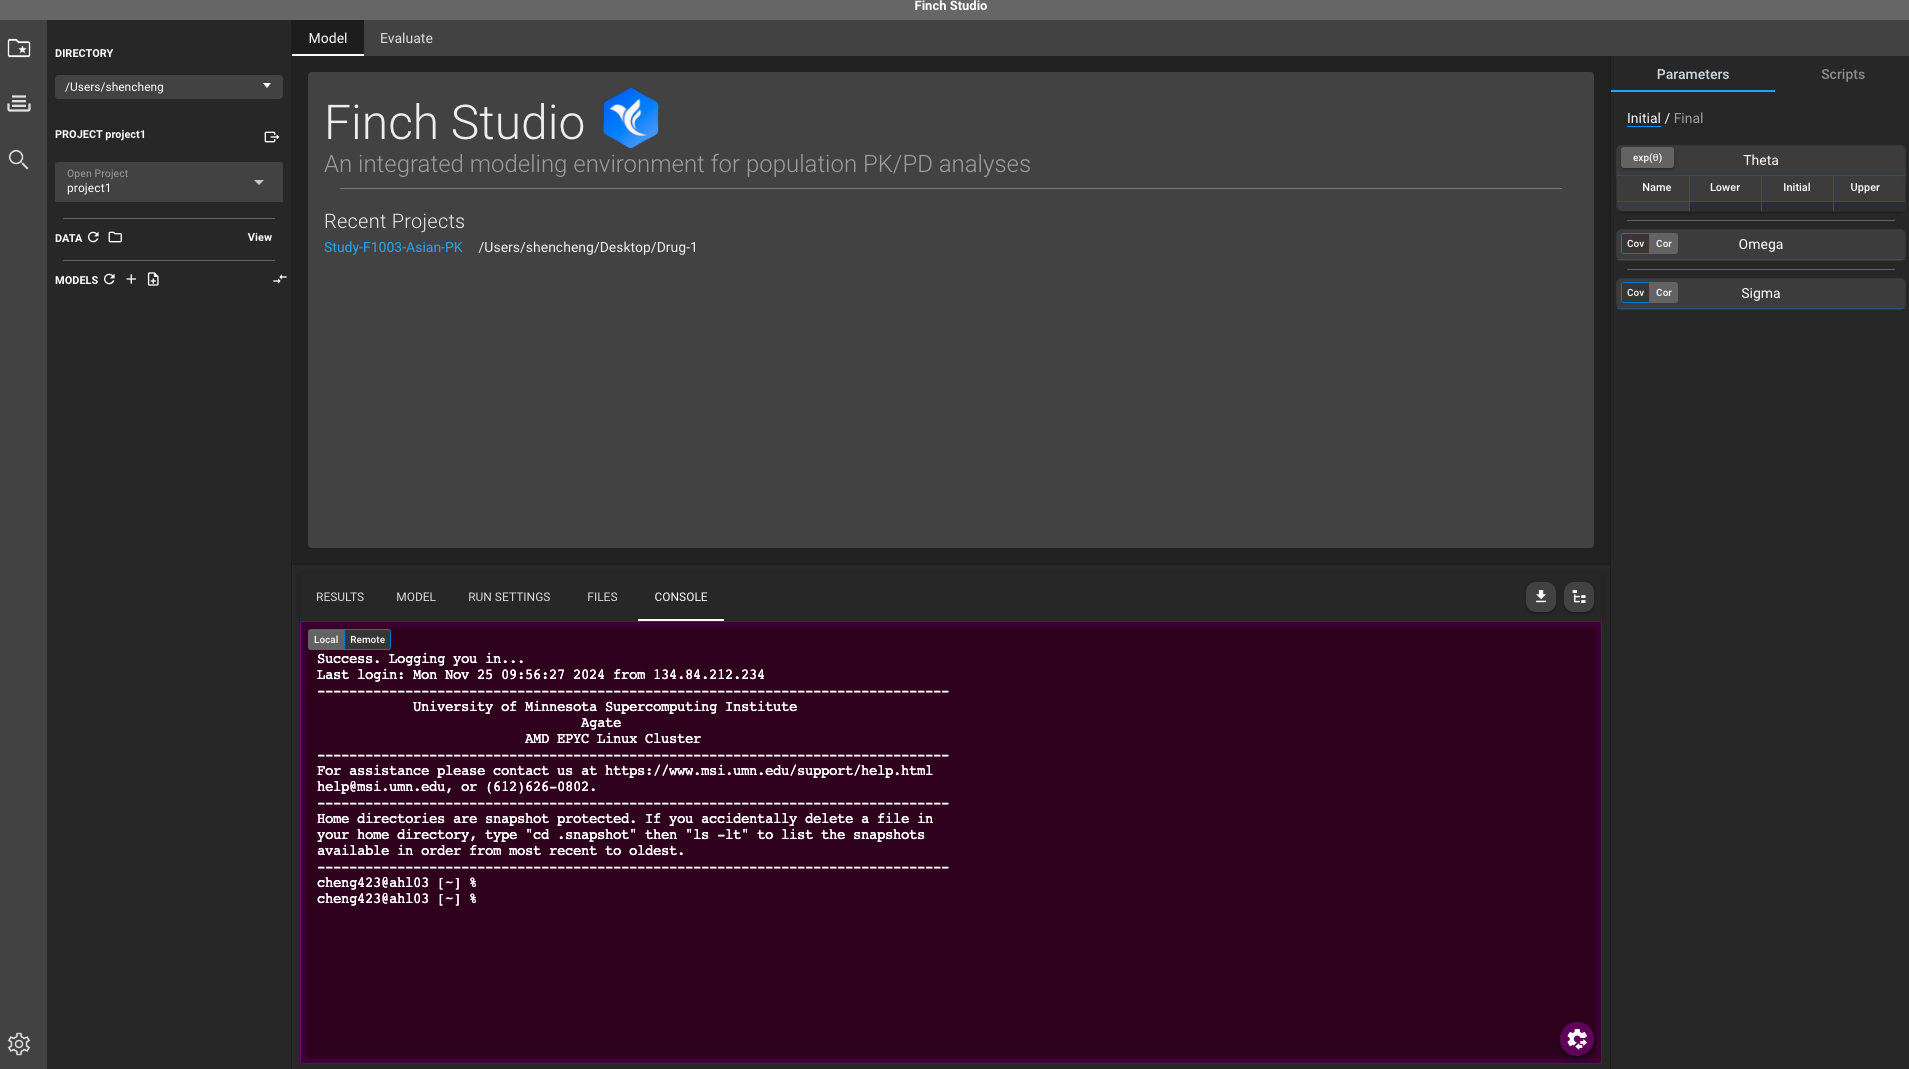 Finch Studio
DIRECTORY
/Users/shencheng
PROJECT project1
Open Project
project1
DATA
View
MODELS
Model
Evaluate
Finch Studio
An integrated modeling environment for population PK/PD analyses
Recent Projects
Study-F1003-Asian-PK /Users/shencheng/Desktop/Drug-1
RESULTS
MODEL
RUN SETTINGS
FILES
CONSOLE
Local
Remote
Success. Logging you in...
Last login: Mon Nov 25 09:56:27 2024 from 134.84.212.234
-------------------------------------------------------------------------------
University of Minnesota Supercomputing Institute
Agate
AMD EPYC Linux Cluster
-------------------------------------------------------------------------------
For assistance please contact us at https://www.msi.umn.edu/support/help.html
help@msi.umn.edu, or (612)626-0802.
-------------------------------------------------------------------------------
Home directories are snapshot protected. If you accidentally delete a file in
your home directory, type "cd .snapshot" then "ls -lt" to list the snapshots
available in order from most recent to oldest.
-------------------------------------------------------------------------------
cheng423@ahl03 [~] %
cheng423@ahl03 [~] %
Parameters
Scripts
Initial / Final
exp(θ)
Theta
Name
Lower
Initial
Upper
Cov
Cor
Omega
Cov
Cor
Sigma